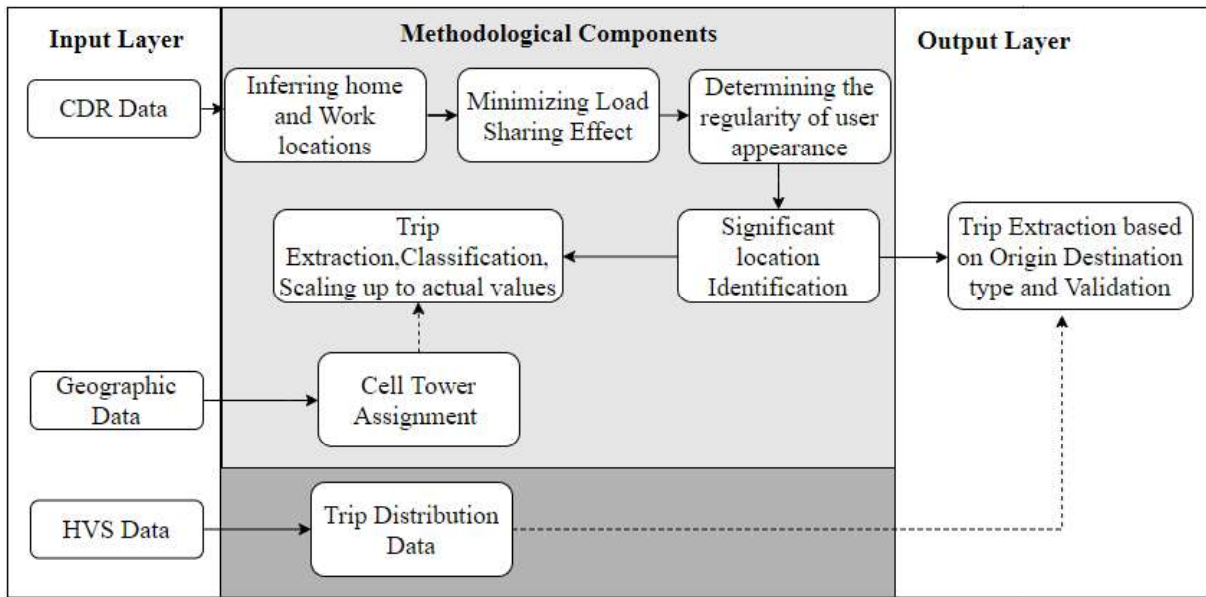 Input Layer
Methodological Components
Output Layer
CDR Data
Inferring home
and Work
locations
Minimizing Load
Sharing Effect
Determining the
regularity of user
appearance
Trip
Extraction,Classification,
Scaling up to actual values
Significant
location
Identification
Trip Extraction based
on Origin Destination
type and Validation
Geographic
Data
Cell Tower
Assignment
HVS Data
Trip Distribution
Data